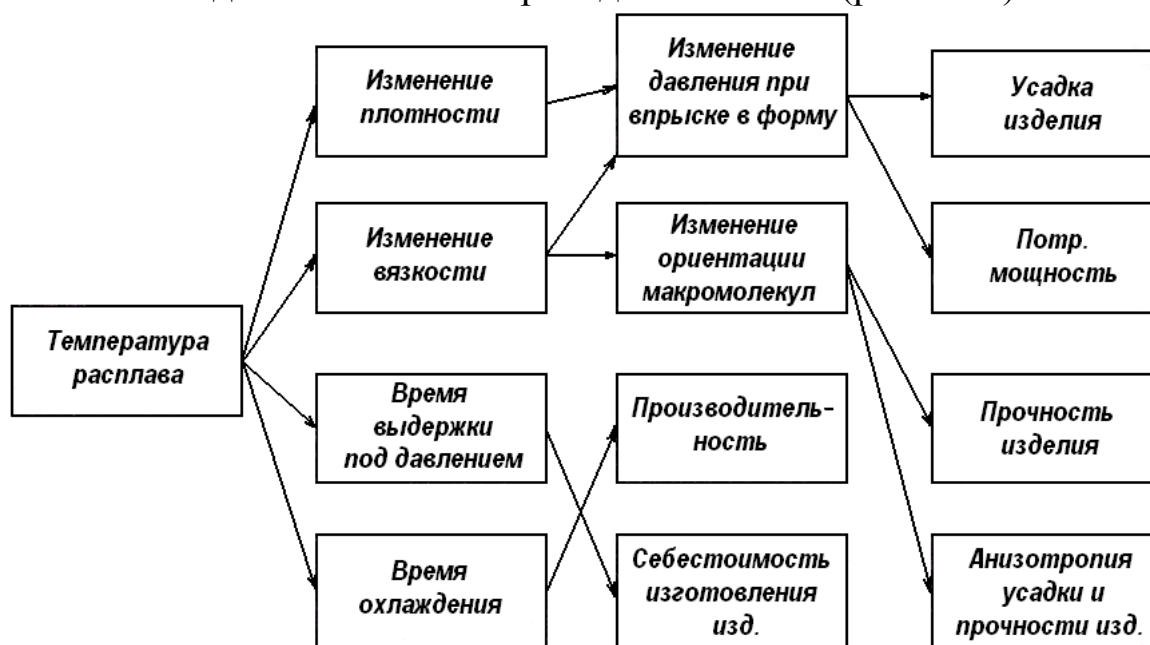 Температура
расплава
Изменение
плотности
Изменение
вязкости
Время
выдержки
под давлением
Время
охлаждения
Изменение
давления при
впрыске в форму
Изменение
ориентации
макромолекул
Производитель-
ность
Себестоимость
изготовления
изд.
Усадка
изделия
Потр.
мощность
Прочность
изделия
Анизотропия
усадки и
прочности изд.